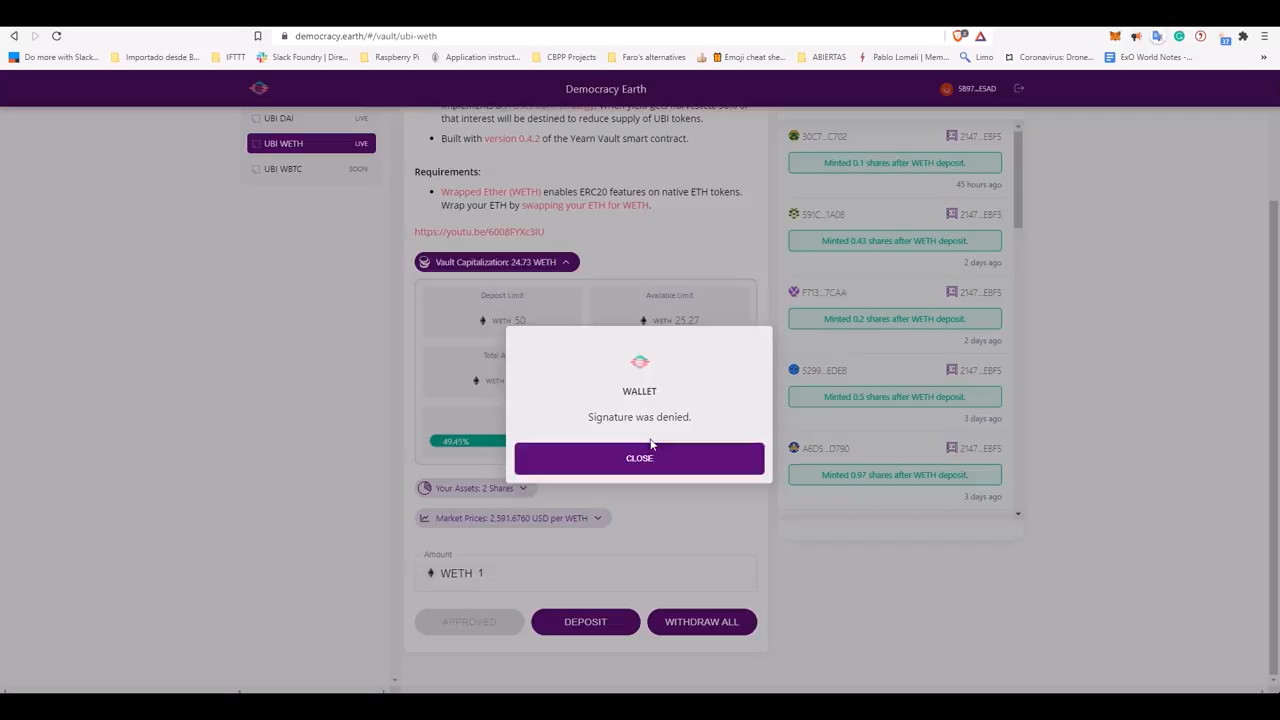 democracy.earth/#/vault/ubi-weth
Do more with Slack... Importado desde B... IFTTT Slack Foundry | Dire... Raspberry Pi Application instruct... CBPP Projects Faro's alternatives Emoji cheat she... ABIERTAS Pablo Lomeli | Mem... Limo Coronavirus: Drone... ExO World Notes -... »
Democracy Earth
5B97...E5AD
UBI DAI LIVE
UBI WETH LIVE
UBI WBTC SOON
that interest will be destined to reduce supply of UBI tokens.
• Built with version 0.4.2 of the Yearn Vault smart contract.
Requirements:
• Wrapped Ether (WETH) enables ERC20 features on native ETH tokens.
Wrap your ETH by swapping your ETH for WETH.
https://youtu.be/6008FYXc3IU
Vault Capitalization: 24.73 WETH
Deposit Limit
WETH 50
Available Limit
WETH 25.27
Total A
WETH
49.45%
WALLET
Signature was denied.
CLOSE
Your Assets: 2 Shares
Market Prices: 2,591.6760 USD per WETH
Amount
WETH 1
APPROVED DEPOSIT WITHDRAW ALL
30C7...C702 2147...EBF5
Minted 0.1 shares after WETH deposit.
45 hours ago
591C...1A08 2147...EBF5
Minted 0.43 shares after WETH deposit.
2 days ago
F713...7CAA 2147...EBF5
Minted 0.2 shares after WETH deposit.
2 days ago
5299...EDEB 2147...EBF5
Minted 0.5 shares after WETH deposit.
3 days ago
A6D5...D790 2147...EBF5
Minted 0.97 shares after WETH deposit.
3 days ago